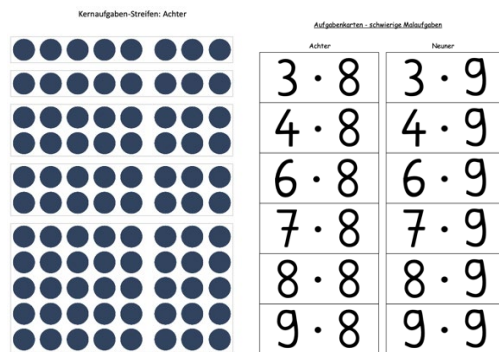 Kernaufgaben-Streifen: Achter
Aufgabenkarten - schwierige Malaufgaben
Achter Neuner
3 · 8 3 · 9
4 · 8 4 · 9
6 · 8 6 · 9
7 · 8 7 · 9
8 · 8 8 · 9
9 · 8 9 · 9